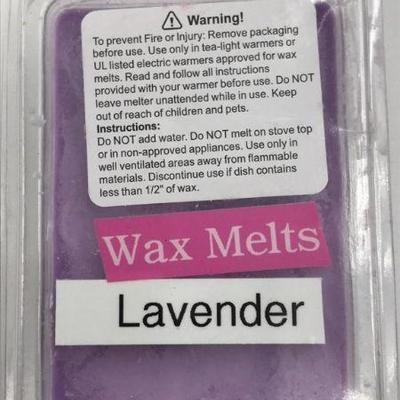 ⚠ Warning!
To prevent Fire or Injury: Remove packaging
before use. Use only in tea-light warmers or
UL listed electric warmers approved for wax
melts. Read and follow all instructions
provided with your warmer before use. Do NOT
leave melter unattended while in use. Keep
out of reach of children and pets.
Instructions:
Do NOT add water. Do NOT melt on stove top
or in non-approved appliances. Use only in
well ventilated areas away from flammable
materials. Discontinue use if dish contains
less than 1/2" of wax.
Wax Melts
Lavender